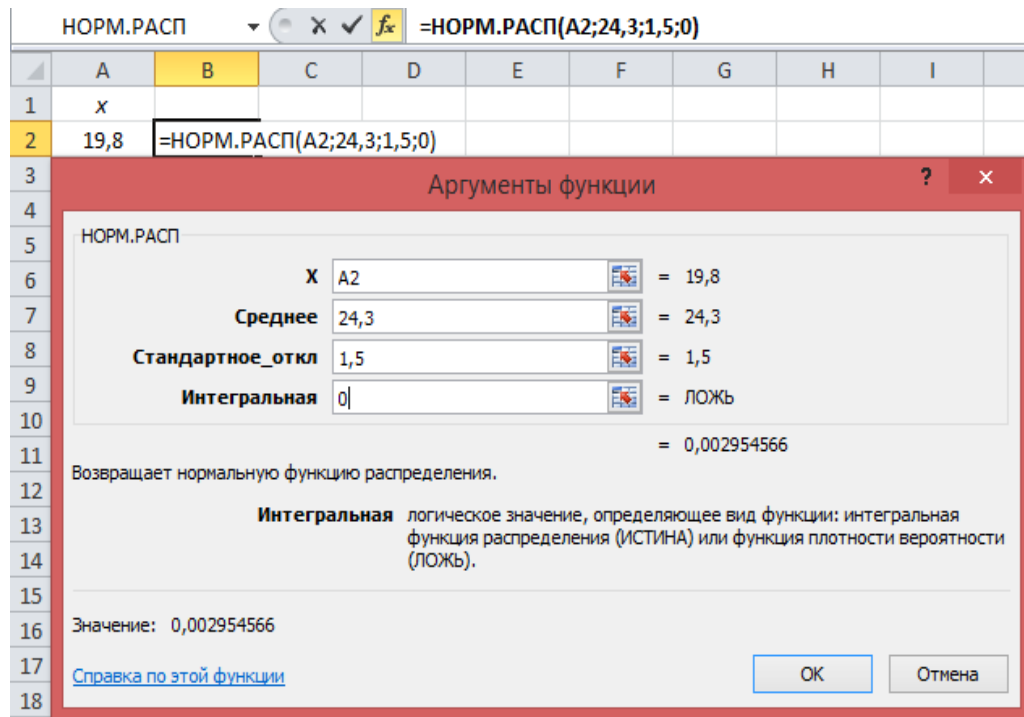 НОРМ.РАСП =НОРМ.РАСП(A2;24,3;1,5;0)
A B C D E F G H I
1 x
2 19,8 =НОРМ.РАСП(A2;24,3;1,5;0)
3
Аргументы функции ? ×
4
5 НОРМ.РАСП
6 X A2 = 19,8
7 Среднее 24,3 = 24,3
8 Стандартное_откл 1,5 = 1,5
9 Интегральная 0 = ЛОЖЬ
10
11 = 0,002954566
Возвращает нормальную функцию распределения.
12
13 Интегральная логическое значение, определяющее вид функции: интегральная
функция распределения (ИСТИНА) или функция плотности вероятности
14 (ЛОЖЬ).
15
16 Значение: 0,002954566
17 Справка по этой функции OK Отмена
18